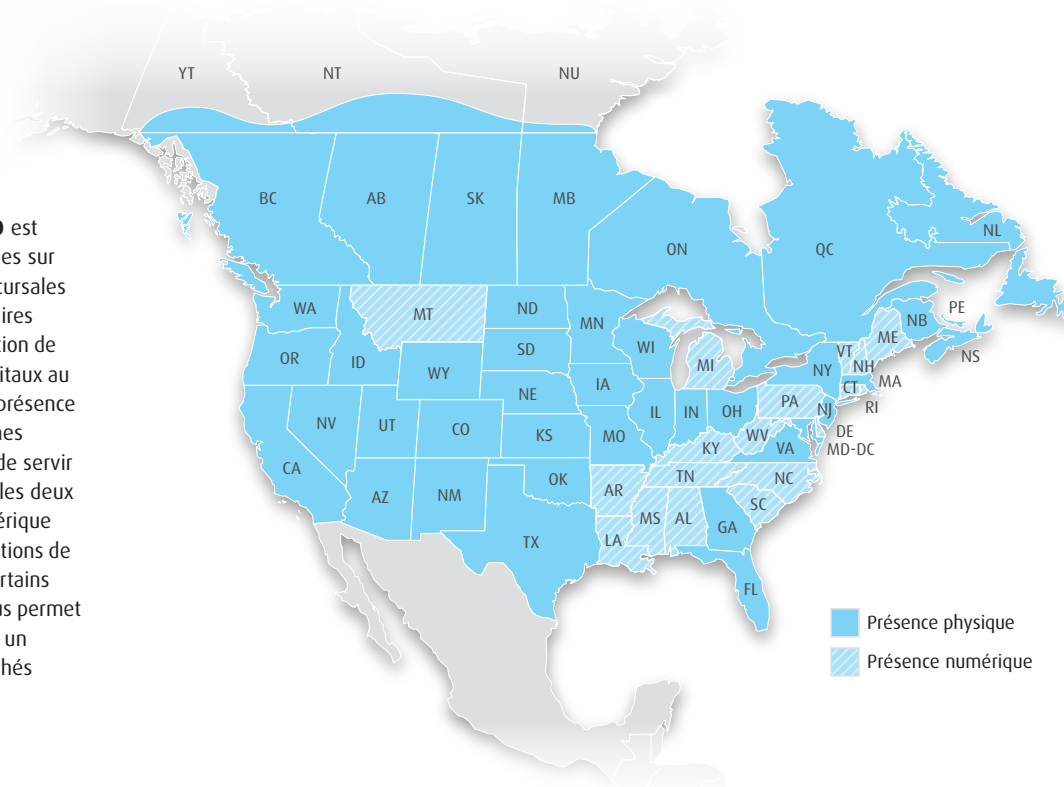 YT
NT
NU
BC
AB
SK
MB
ON
QC
NL
est
es sur
cursales
ires
tion de
itaux au
présence
nes
de servir
les deux
érique
tions de
rtains
us permet
un
hés
WA
MT
ND
MN
OR
ID
SD
WI
MI
WY
NE
IA
NV
UT
CO
KS
MO
IL
IN
OH
CA
AZ
NM
OK
TX
AR
LA
MS
AL
GA
FL
TN
KY
WV
VA
NC
SC
PA
NY
NJ
VT
NH
ME
NB
PE
NS
CT
MA
RI
DE
MD-DC
Présence physique
Présence numérique